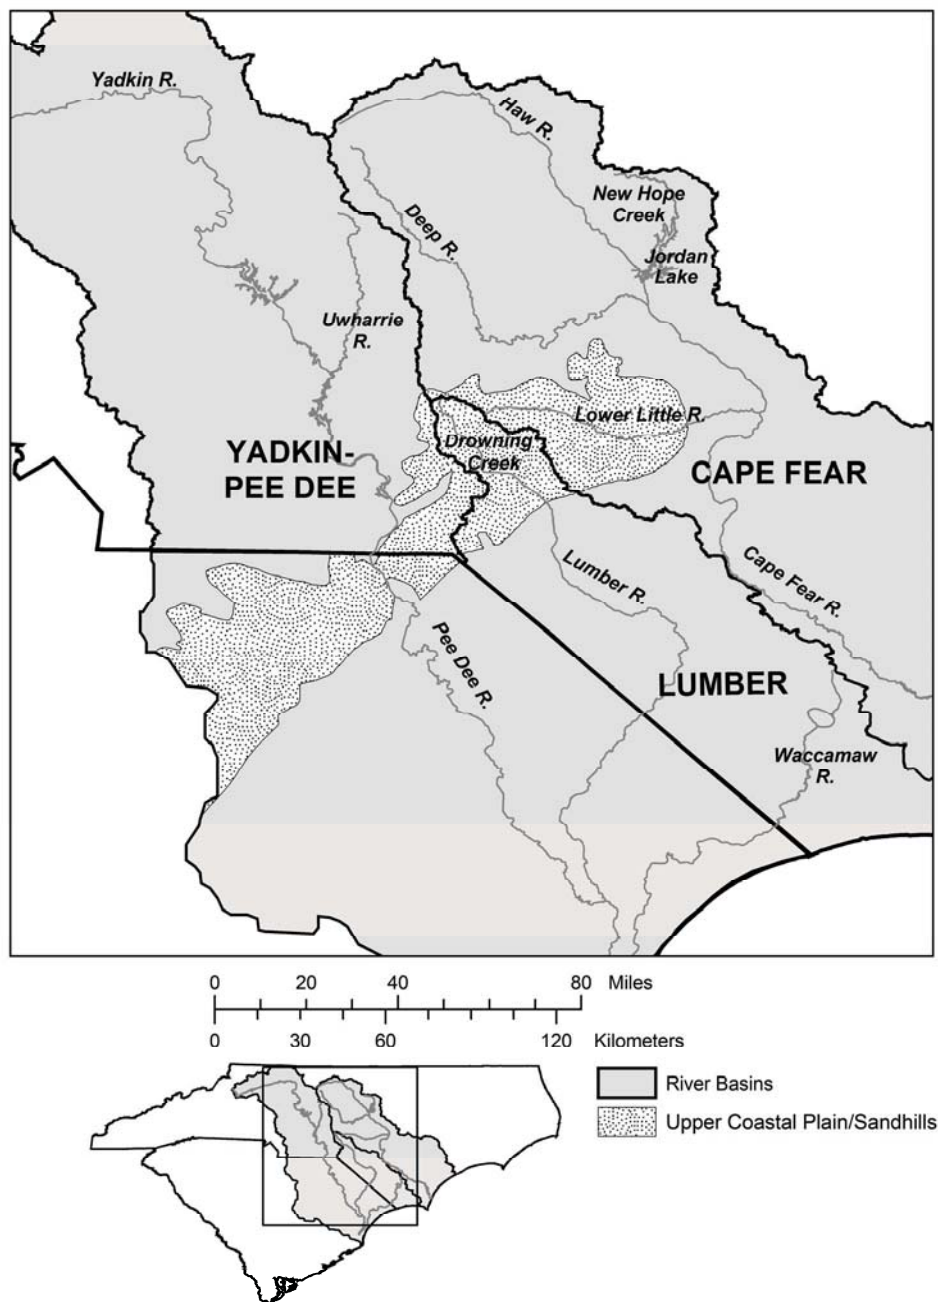 Yadkin R.
Haw R.
New Hope
Creek
Deep R.
Jordan
Lake
Uwharrie
R.
Lower Little R.
Drowning
Creek
YADKIN-
PEE DEE
CAPE FEAR
Lumber R.
Cape Fear R.
Pee Dee R.
LUMBER
Waccamaw
R.
0 20 40 80 Miles
0 30 60 120 Kilometers
River Basins
Upper Coastal Plain/Sandhills